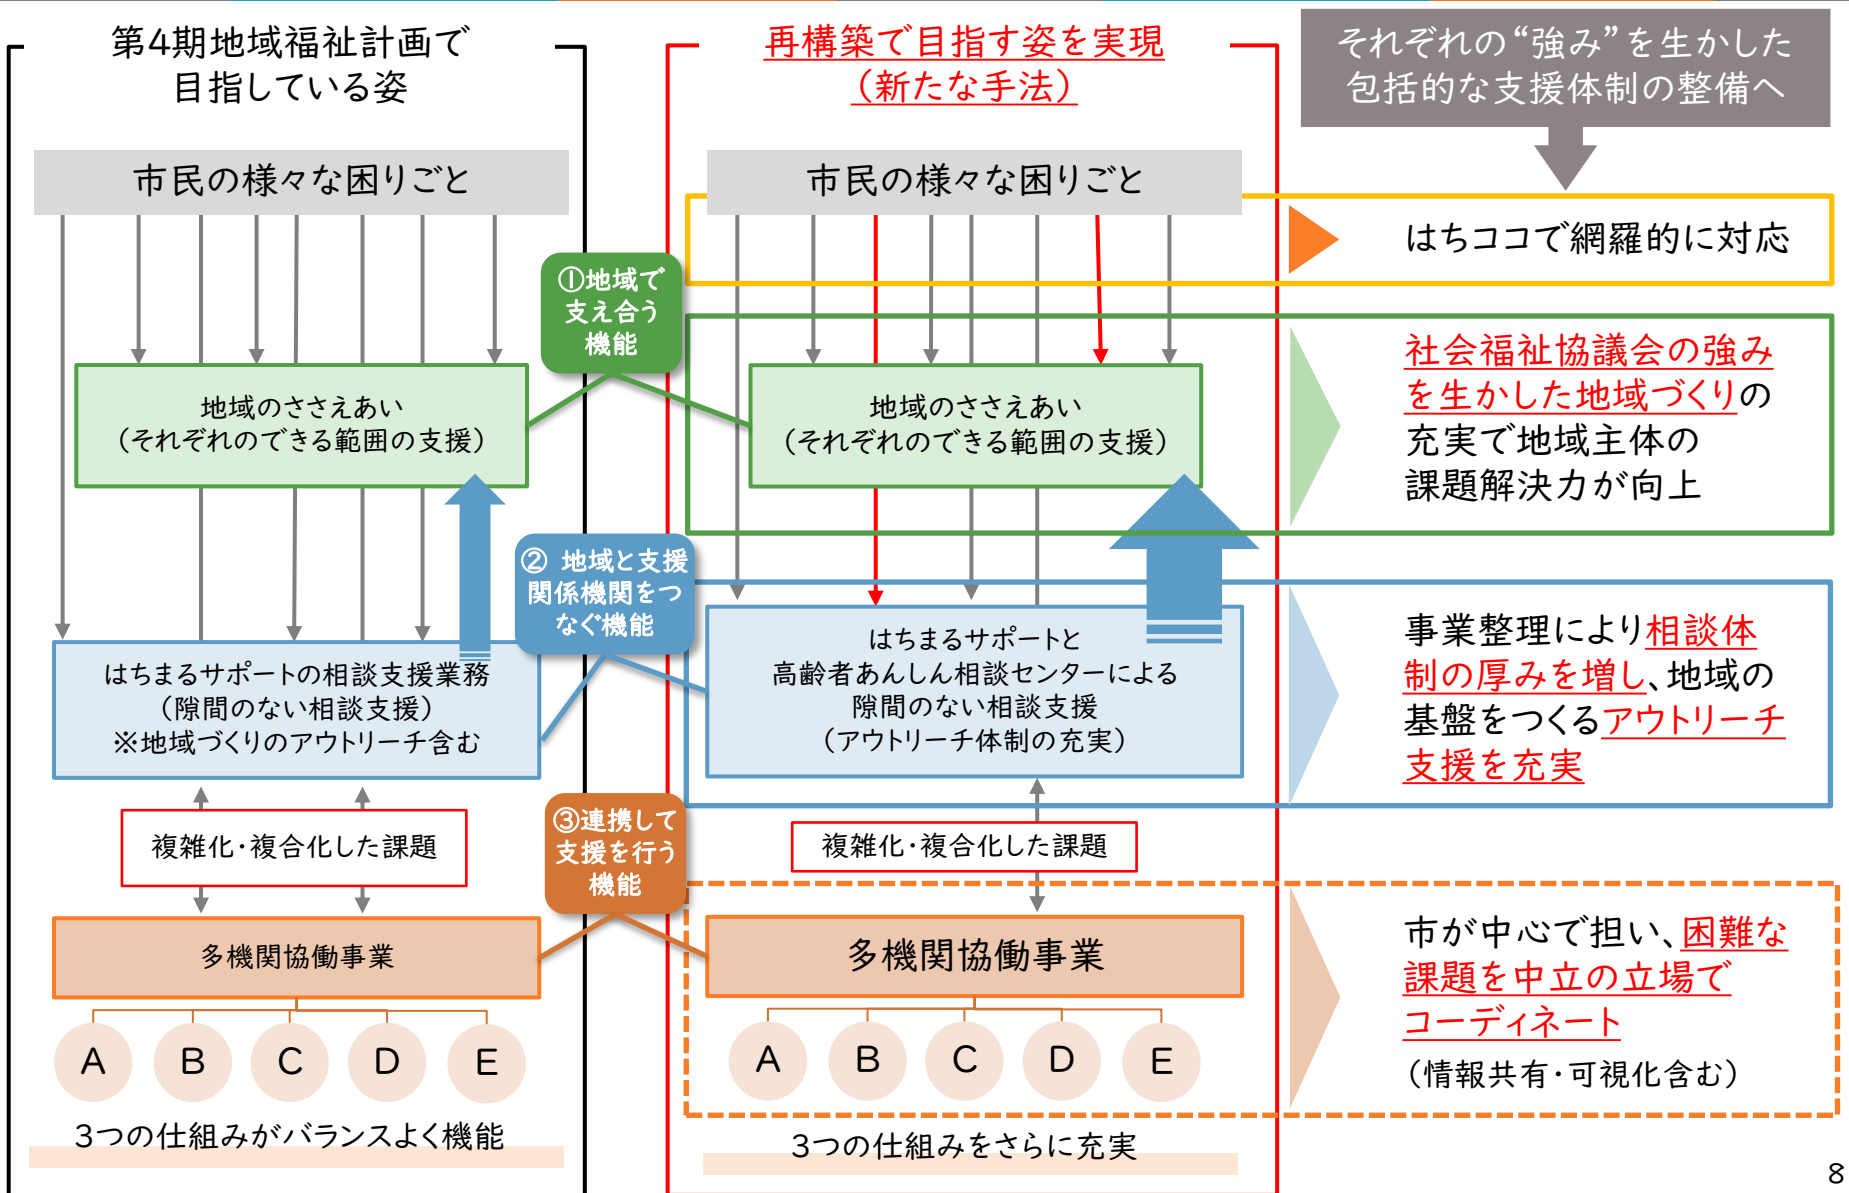 第4期地域福祉計画で
目指している姿
市民の様々な困りごと
地域のささえあい
（それぞれのできる範囲の支援）
はちまるサポートの相談支援業務
（隙間のない相談支援）
※地域づくりのアウトリーチ含む
複雑化・複合化した課題
多機関協働事業
A B C D E
3つの仕組みがバランスよく機能
①地域で
支え合う
機能
② 地域と支援
関係機関をつ
なぐ機能
③連携して
支援を行う
機能
再構築で目指す姿を実現
（新たな手法）
市民の様々な困りごと
地域のささえあい
（それぞれのできる範囲の支援）
はちまるサポートと
高齢者あんしん相談センターによる
隙間のない相談支援
（アウトリーチ体制の充実）
複雑化・複合化した課題
多機関協働事業
A B C D E
3つの仕組みをさらに充実
それぞれの“強み”を生かした
包括的な支援体制の整備へ
はちココで網羅的に対応
社会福祉協議会の強み
を生かした地域づくりの
充実で地域主体の
課題解決力が向上
事業整理により相談体
制の厚みを増し、地域の
基盤をつくるアウトリーチ
支援を充実
市が中心で担い、困難な
課題を中立の立場で
コーディネート
（情報共有・可視化含む）
8